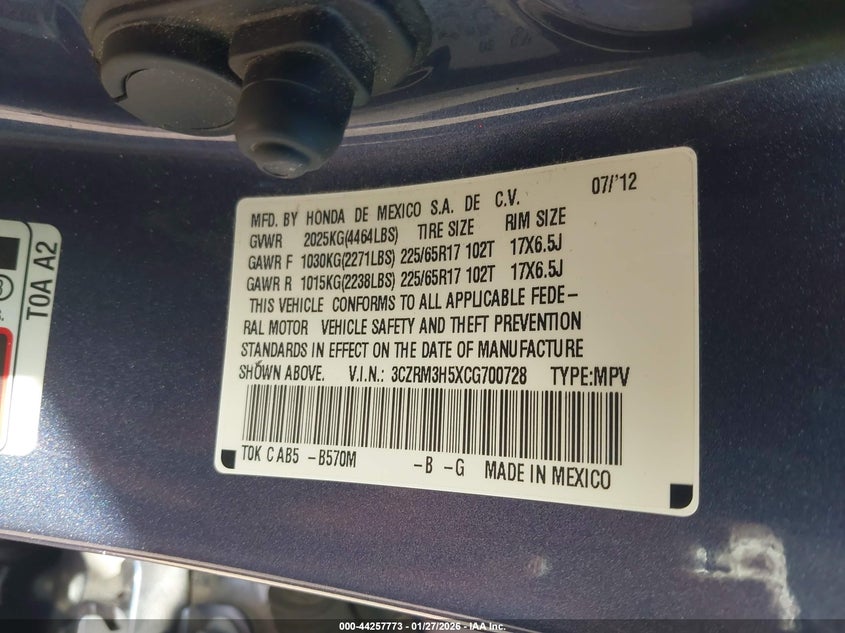 MFD. BY HONDA DE MEXICO S.A. DE C.V. 07/'12
GVWR 2025KG(4464LBS) TIRE SIZE RIM SIZE
GAWR F 1030KG(2271LBS) 225/65R17 102T 17X6.5J
GAWR R 1015KG(2238LBS) 225/65R17 102T 17X6.5J
THIS VEHICLE CONFORMS TO ALL APPLICABLE FEDE-
RAL MOTOR VEHICLE SAFETY AND THEFT PREVENTION
STANDARDS IN EFFECT ON THE DATE OF MANUFACTURE
SHOWN ABOVE. V.I.N.: 3CZRM3H5XCG700728 TYPE:MPV
TOK C AB5 -B570M -B -G MADE IN MEXICO
T0A A2
000-44257773 - 01/27/2026 - IAA Inc.